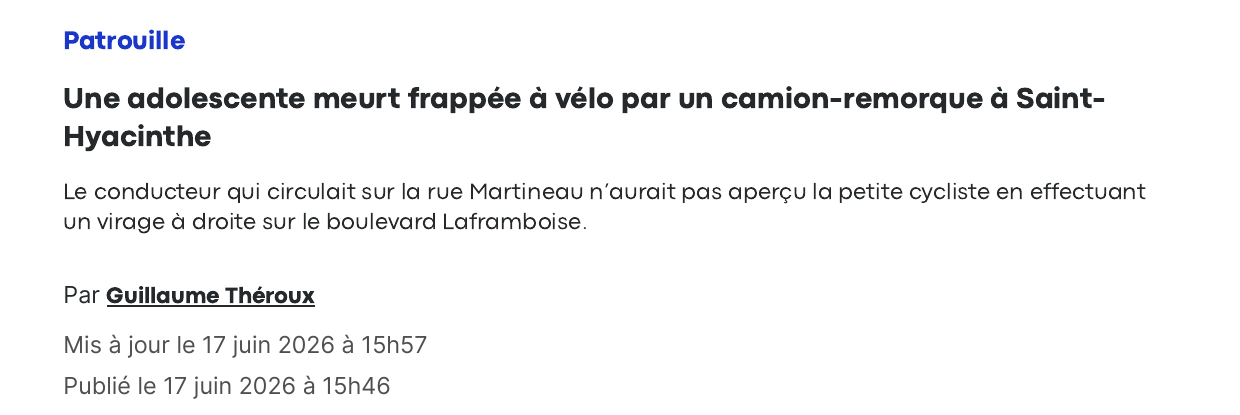 Patrouille
Une adolescente meurt frappée à vélo par un camion-remorque à Saint-
Hyacinthe
Le conducteur qui circulait sur la rue Martineau n’aurait pas aperçu la petite cycliste en effectuant
un virage à droite sur le boulevard Laframboise.
Par Guillaume Théroux
Mis à jour le 17 juin 2026 à 15h57
Publié le 17 juin 2026 à 15h46